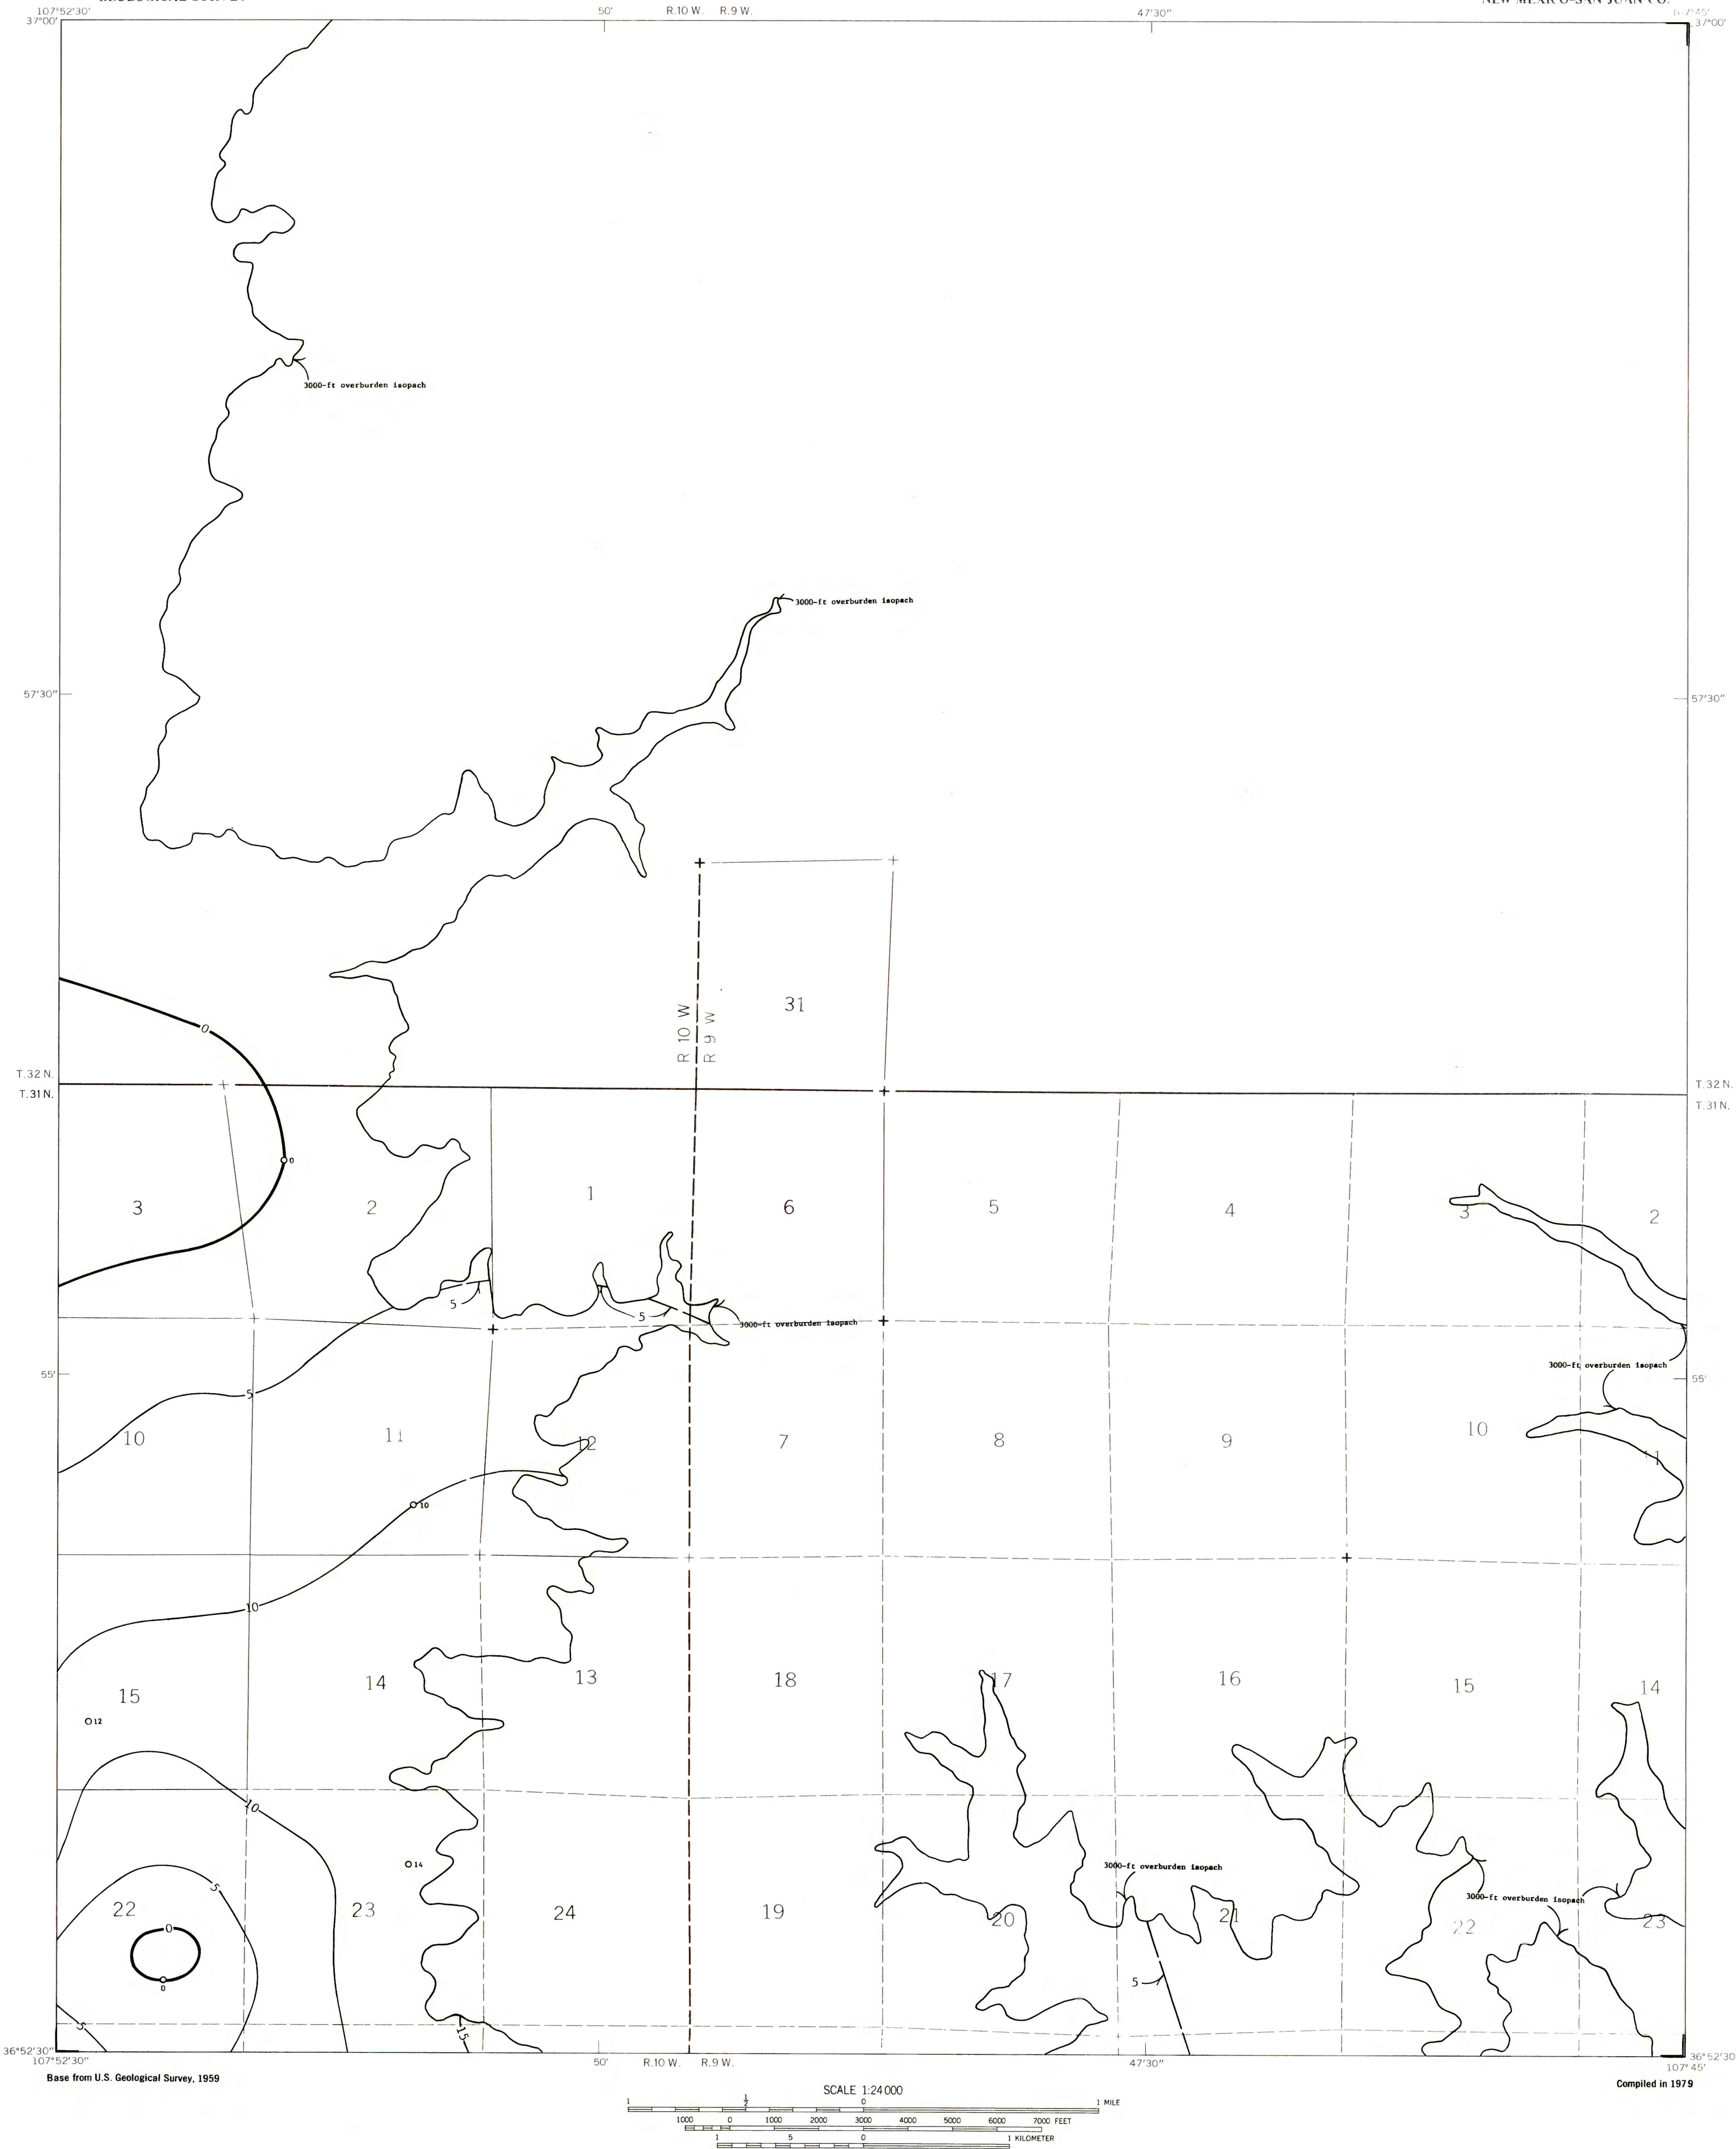 107°52'30" 50' R.10 W. R.9 W. 47'30"
37°00' 37°00'
3000-ft overburden isopach
3000-ft overburden isopach
57'30" 57'30"
31
R 10 W
R 9 W
0
T.32 N. T.32 N.
T.31 N. T.31 N.
0
3 2 1 6 5 4 3 2
5 5
3000-ft overburden isopach
3000-ft overburden isopach
55' 55'
5
10 11 12 7 8 9 10 11
10
10
15 14 13 18 17 16 15 14
12
10
14
3000-ft overburden isopach
5
3000-ft overburden isopach
22 23 24 19 20 21 22 23
0
0
5
5
15
36°52'30" 36°52'30
107°52'30" 50' R.10 W. R.9 W. 47'30" 107°45'
Base from U.S. Geological Survey, 1959
Compiled in 1979
SCALE 1:24 000
1 ½ 0 1 MILE
1000 0 1000 2000 3000 4000 5000 6000 7000 FEET
1 5 0 1 KILOMETER